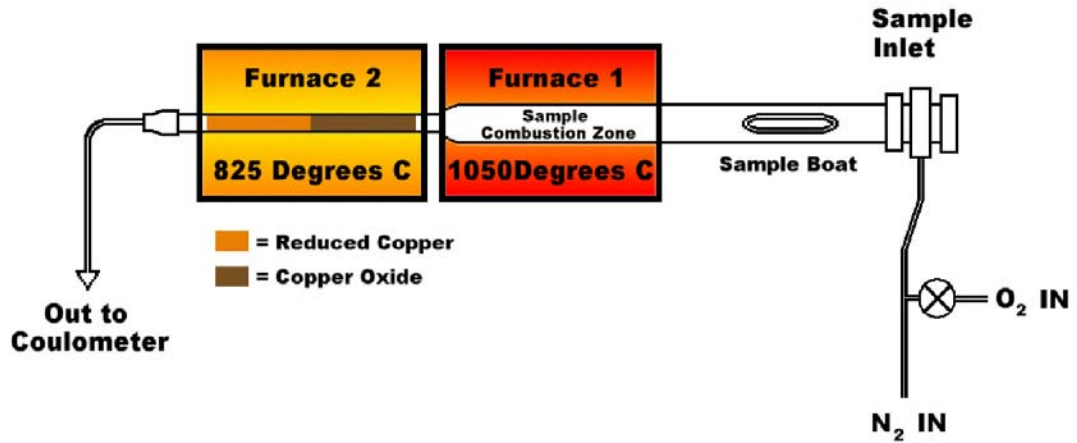 Sample
Inlet
Furnace 2
Furnace 1
Sample
Combustion Zone
825 Degrees C
1050Degrees C
Sample Boat
= Reduced Copper
= Copper Oxide
Out to
Coulometer
O₂ IN
N₂ IN